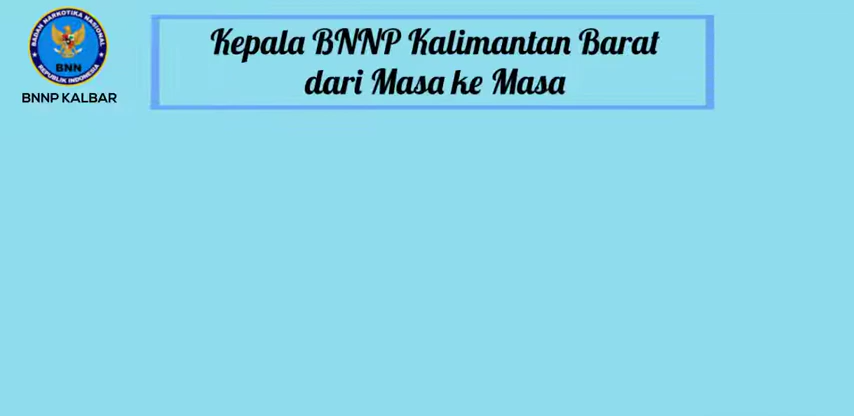 BADAN NARKOTIKA NASIONAL
BNN
REPUBLIK INDONESIA
BNNP KALBAR
Kepala BNNP Kalimantan Barat
dari Masa ke Masa